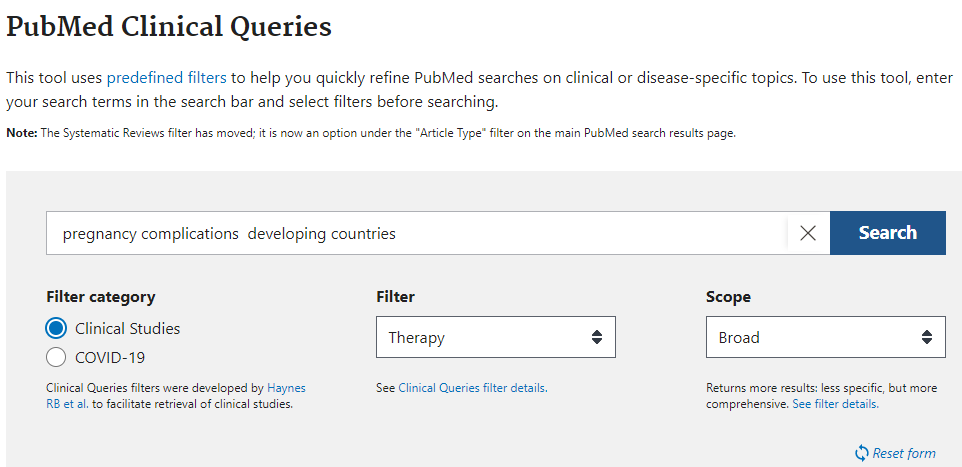 PubMed Clinical Queries
This tool uses predefined filters to help you quickly refine PubMed searches on clinical or disease-specific topics. To use this tool, enter
your search terms in the search bar and select filters before searching.
Note: The Systematic Reviews filter has moved; it is now an option under the "Article Type" filter on the main PubMed search results page.
pregnancy complications  developing countries
Search
Filter category
Clinical Studies
COVID-19
Clinical Queries filters were developed by Haynes
RB et al. to facilitate retrieval of clinical studies.
Filter
Therapy
See Clinical Queries filter details.
Scope
Broad
Returns more results: less specific, but more
comprehensive. See filter details.
Reset form